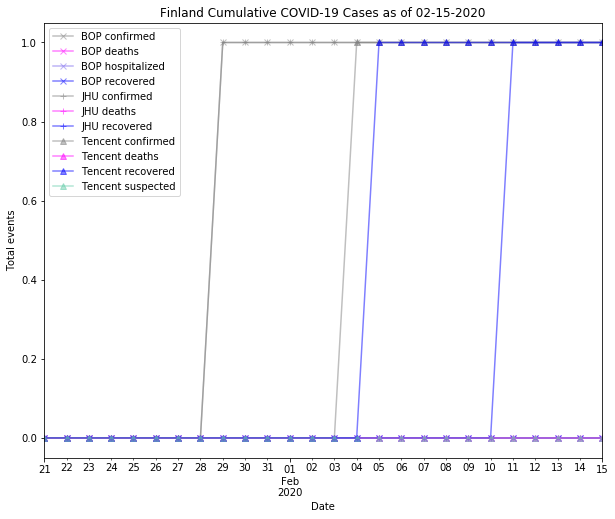 Finland Cumulative COVID-19 Cases as of 02-15-2020
1.0
0.8
0.6
0.4
0.2
0.0
Total events
BOP confirmed
BOP deaths
BOP hospitalized
BOP recovered
JHU confirmed
JHU deaths
JHU recovered
Tencent confirmed
Tencent deaths
Tencent recovered
Tencent suspected
21 22 23 24 25 26 27 28 29 30 31 01 02 03 04 05 06 07 08 09 10 11 12 13 14 15
Feb
2020
Date